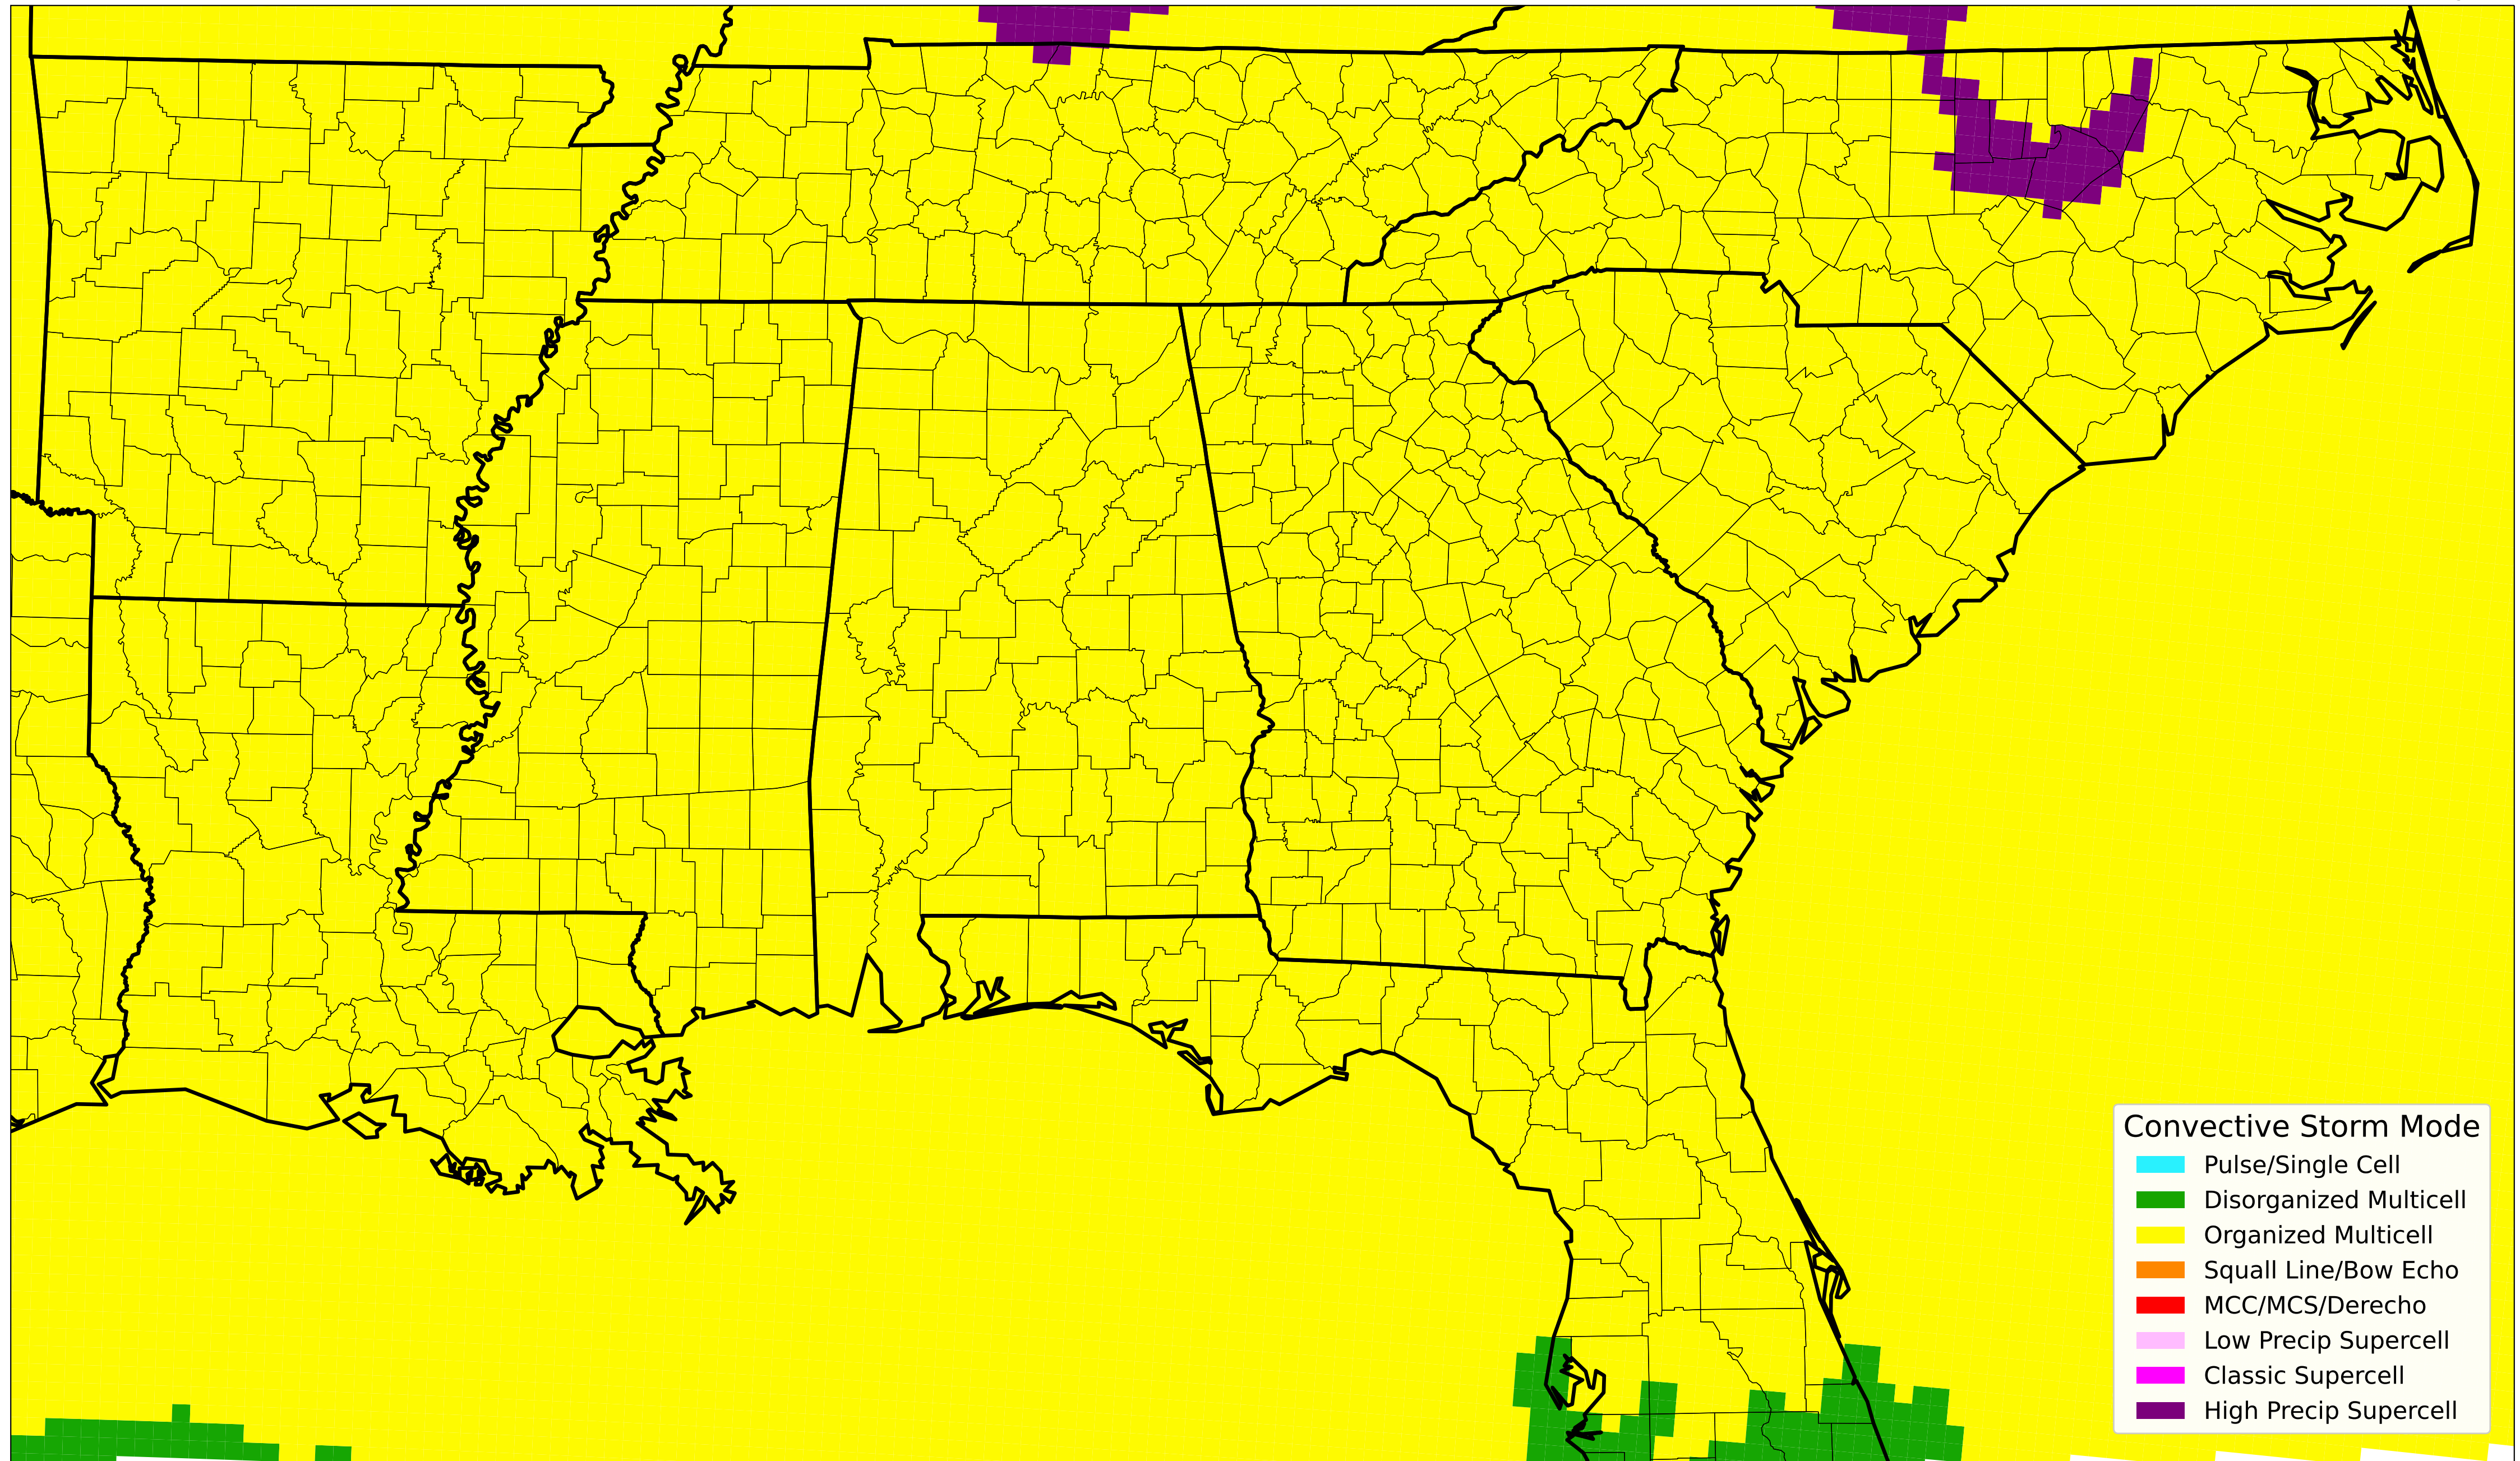 Convective Storm Mode
Pulse/Single Cell
Disorganized Multicell
Organized Multicell
Squall Line/Bow Echo
MCC/MCS/Derecho
Low Precip Supercell
Classic Supercell
High Precip Supercell